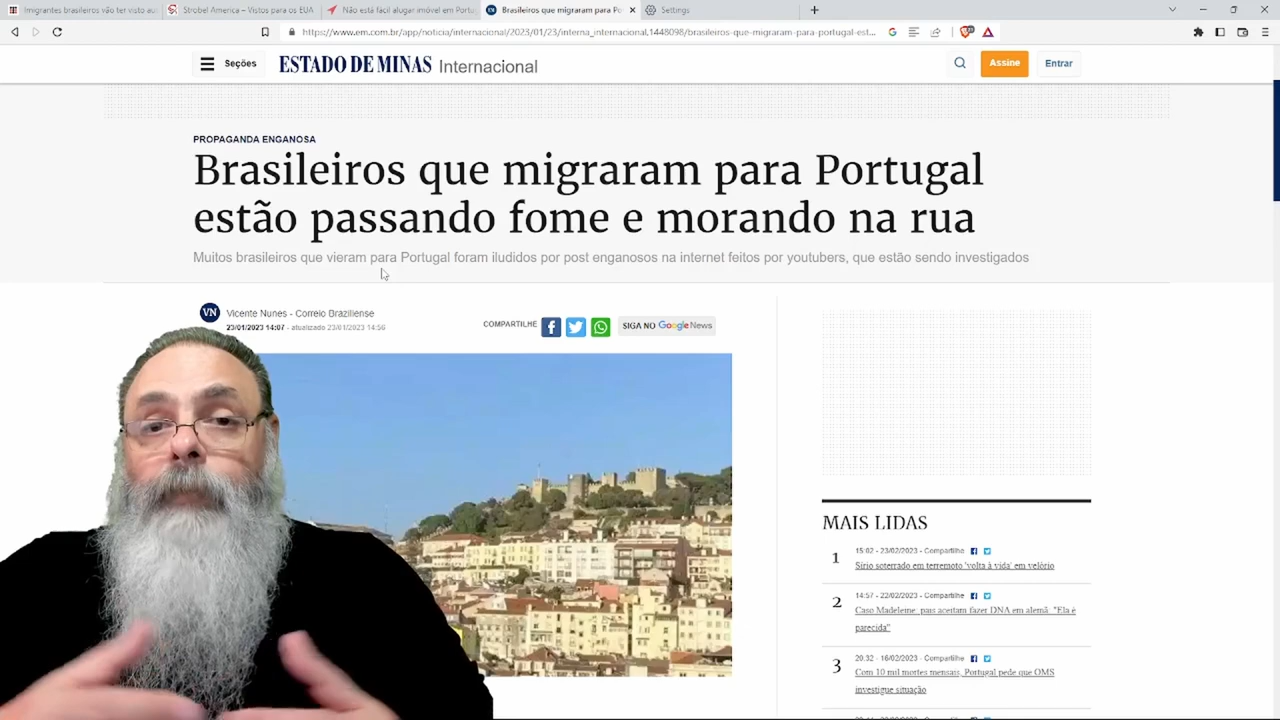 Imigrantes brasileiros vão ter visto aut
Strobel America – Vistos para os EUA
Não está fácil alugar imóvel em Portu
Brasileiros que migraram para Po
Settings
https://www.em.com.br/app/noticia/internacional/2023/01/23/interna_internacional,1448098/brasileiros-que-migraram-para-portugal-est...
Seções
ESTADO DE MINAS Internacional
Assine
Entrar
PROPAGANDA ENGANOSA
Brasileiros que migraram para Portugal
estão passando fome e morando na rua
Muitos brasileiros que vieram para Portugal foram iludidos por post enganosos na internet feitos por youtubers, que estão sendo investigados
VN
Vicente Nunes - Correio Braziliense
23/01/2023 14:07 - atualizado 23/01/2023 14:56
COMPARTILHE
SIGA NO Google News
MAIS LIDAS
1
15:02 - 23/02/2023 - Compartilhe
Sírio soterrado em terremoto 'volta à vida' em velório
2
14:57 - 22/02/2023 - Compartilhe
Caso Madeleine: pais aceitam fazer DNA em alemã. "Ela é
parecida"
3
20:32 - 16/02/2023 - Compartilhe
Com 10 mil mortes mensais, Portugal pede que OMS
investigue situação